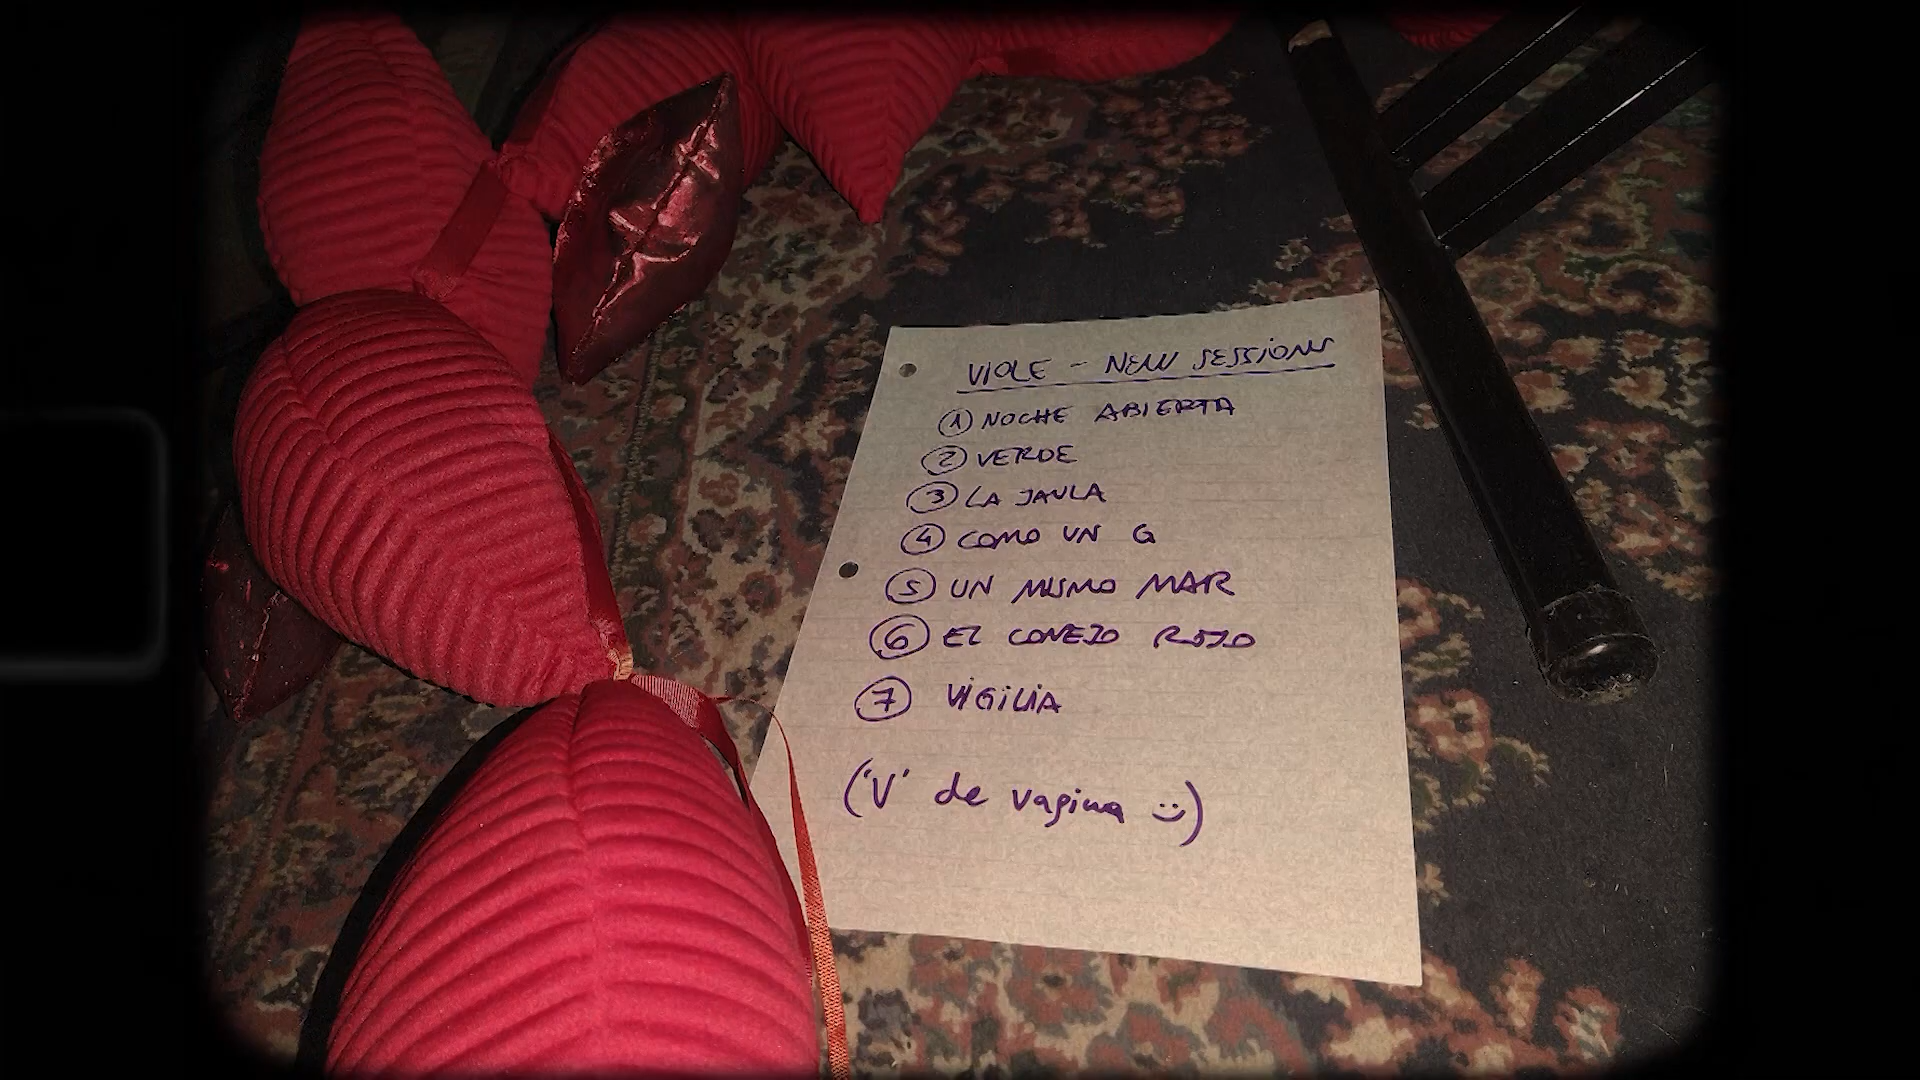 VIOLE - NEW SESSIONS
① NOCHE ABIERTA
② VERDE
③ LA JAULA
④ COMO UN G
⑤ UN MISMO MAR
⑥ EL CONEJO ROJO
⑦ VIGILIA
('V' de vagina :))